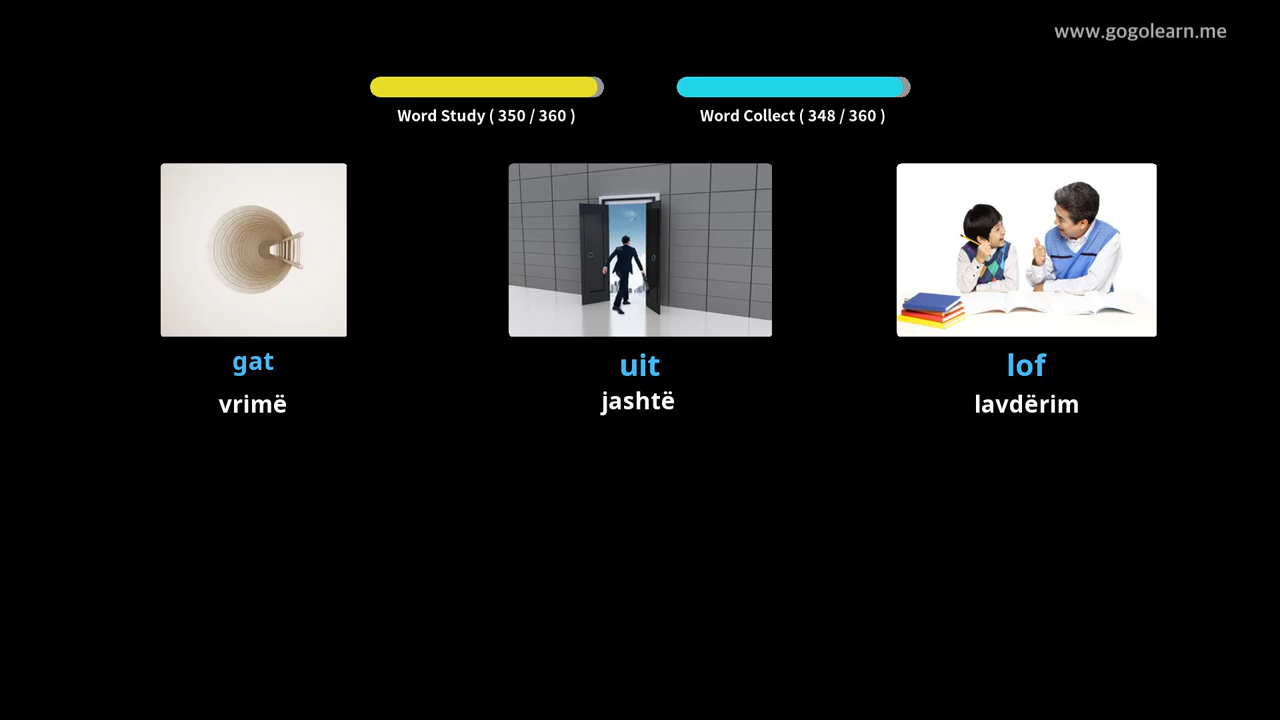 www.gogolearn.me
Word Study ( 350 / 360 )
Word Collect ( 348 / 360 )
gat
vrimë
uit
jashtë
lof
lavdërim